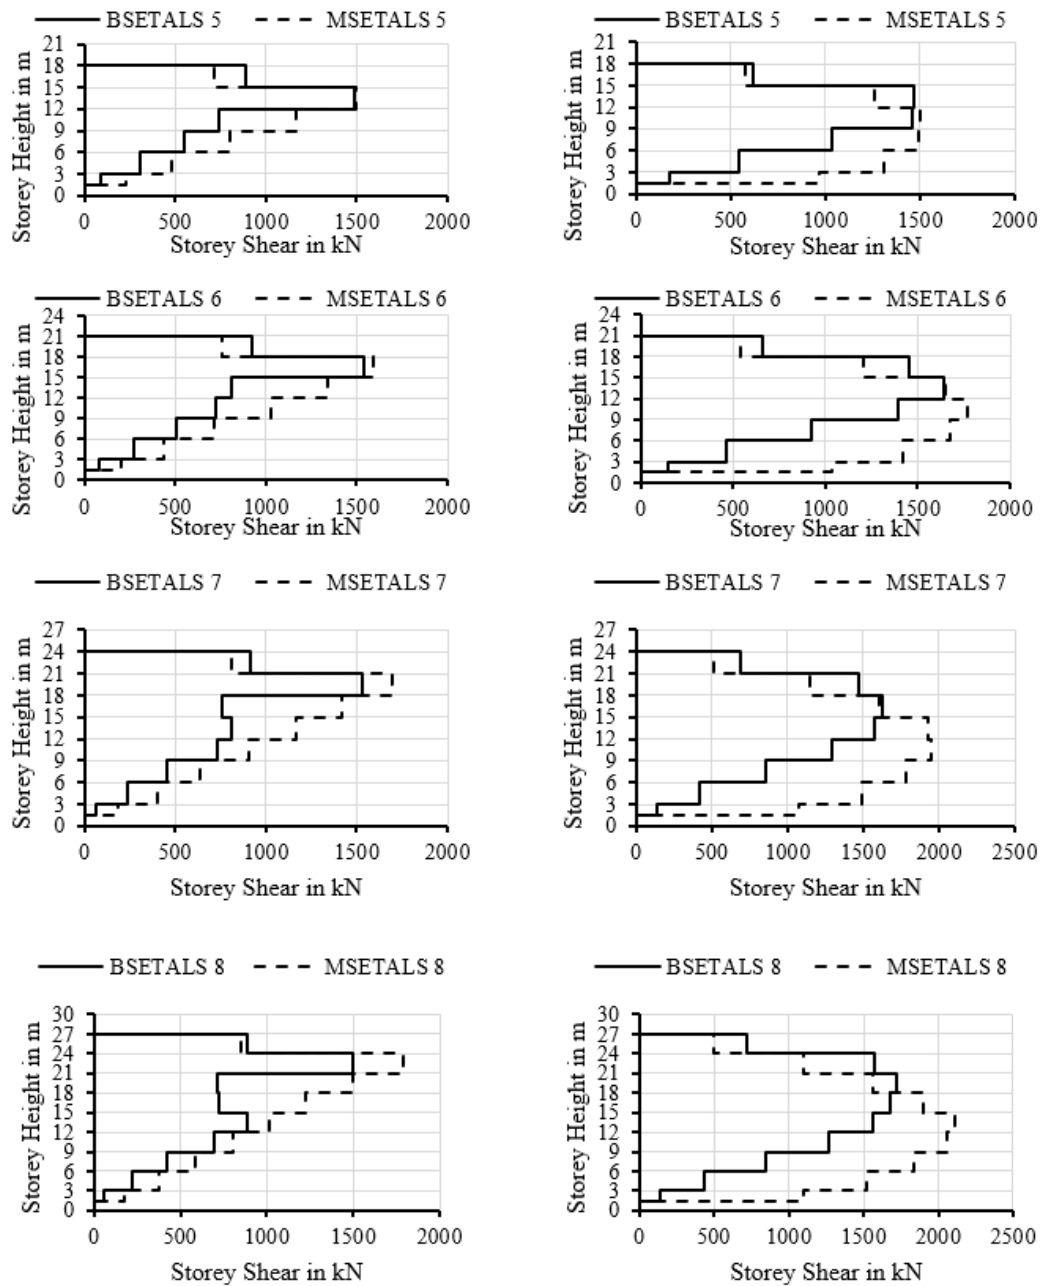 BSETALS 5 MSETALS 5
Storey Height in m
21
18
15
12
9
6
3
0
0 500 1000 1500 2000
Storey Shear in kN
BSETALS 5 MSETALS 5
Storey Height in m
21
18
15
12
9
6
3
0
0 500 1000 1500 2000
Storey Shear in kN
BSETALS 6 MSETALS 6
Storey Height in m
24
21
18
15
12
9
6
3
0
0 500 1000 1500 2000
Storey Shear in kN
BSETALS 6 MSETALS 6
Storey Height in m
24
21
18
15
12
9
6
3
0
0 500 1000 1500 2000
Storey Shear in kN
BSETALS 7 MSETALS 7
Storey Height in m
27
24
21
18
15
12
9
6
3
0
0 500 1000 1500 2000
Storey Shear in kN
BSETALS 7 MSETALS 7
Storey Height in m
27
24
21
18
15
12
9
6
3
0
0 500 1000 1500 2000 2500
Storey Shear in kN
BSETALS 8 MSETALS 8
Storey Height in m
30
27
24
21
18
15
12
9
6
3
0
0 500 1000 1500 2000
Storey Shear in kN
BSETALS 8 MSETALS 8
Storey Height in m
30
27
24
21
18
15
12
9
6
3
0
0 500 1000 1500 2000 2500
Storey Shear in kN